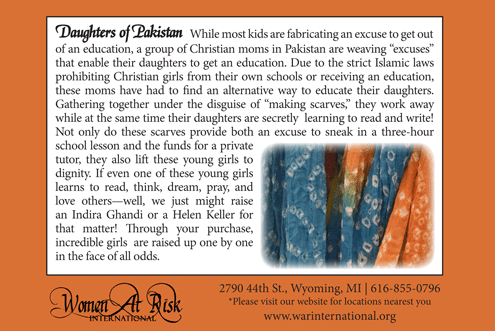 Daughters of Pakistan While most kids are fabricating an excuse to get out
of an education, a group of Christian moms in Pakistan are weaving “excuses”
that enable their daughters to get an education. Due to the strict Islamic laws
prohibiting Christian girls from their own schools or receiving an education,
these moms have had to find an alternative way to educate their daughters.
Gathering together under the disguise of “making scarves,” they work away
while at the same time their daughters are secretly learning to read and write!
Not only do these scarves provide both an excuse to sneak in a three-hour
school lesson and the funds for a private
tutor, they also lift these young girls to
dignity. If even one of these young girls
learns to read, think, dream, pray, and
love others—well, we just might raise
an Indira Ghandi or a Helen Keller for
that matter! Through your purchase,
incredible girls are raised up one by one
in the face of all odds.
Women At Risk
INTERNATIONAL
2790 44th St., Wyoming, MI | 616-855-0796
*Please visit our website for locations nearest you
www.warinternational.org